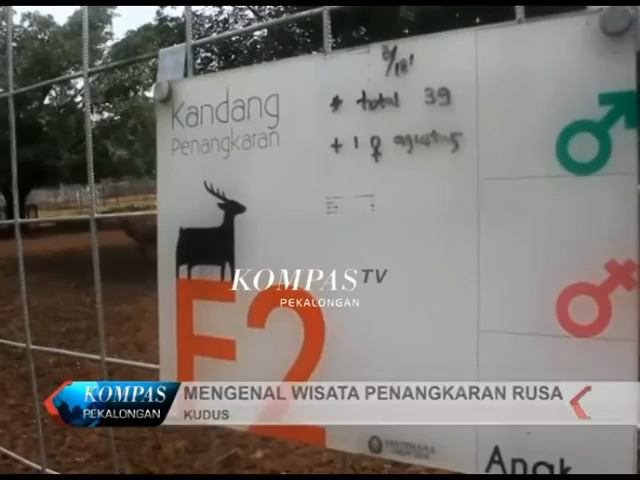 Kandang
Penangkaran
8/18'
* total 39
+ 1 ♀ agustus
KOMPAS TV
PEKALONGAN
E2
KOMPAS
PEKALONGAN
MENGENAL WISATA PENANGKARAN RUSA
KUDUS
Anak